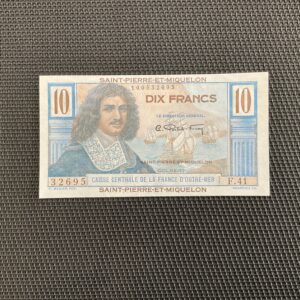 SAINT-PIERRE-ET-MIQUELON
10 DIX FRANCS 10
LE DIRECTEUR GÉNÉRAL
SAINT-PIERRE-ET-MIQUELON
COLBERT
32695 CAISSE CENTRALE DE LA FRANCE D'OUTRE-MER F.41
SAINT-PIERRE-ET-MIQUELON